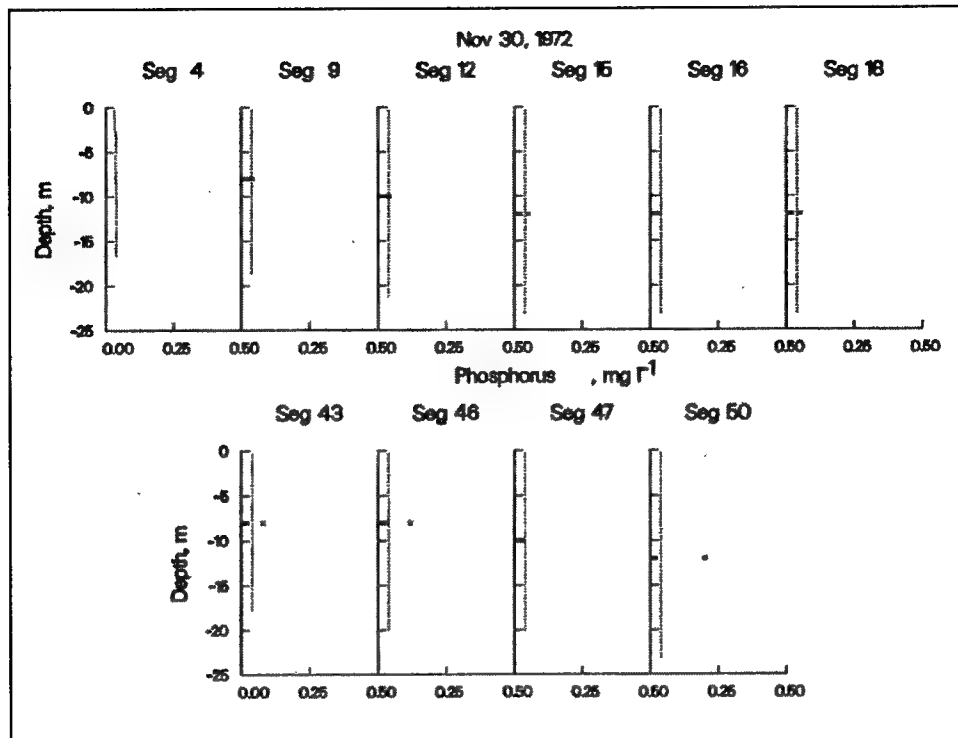 Nov 30, 1972
Seg 4 Seg 9 Seg 12 Seg 15 Seg 16 Seg 18
0
-5
-10
-15
-20
-25
Depth, m
0.00 0.25 0.50 0.25 0.50 0.25 0.50 0.25 0.50 0.25 0.50 0.25 0.50
Phosphorus , mg l⁻¹
Seg 43 Seg 46 Seg 47 Seg 50
0
-5
-10
-15
-20
-25
Depth, m
0.00 0.25 0.50 0.25 0.50 0.25 0.50 0.25 0.50